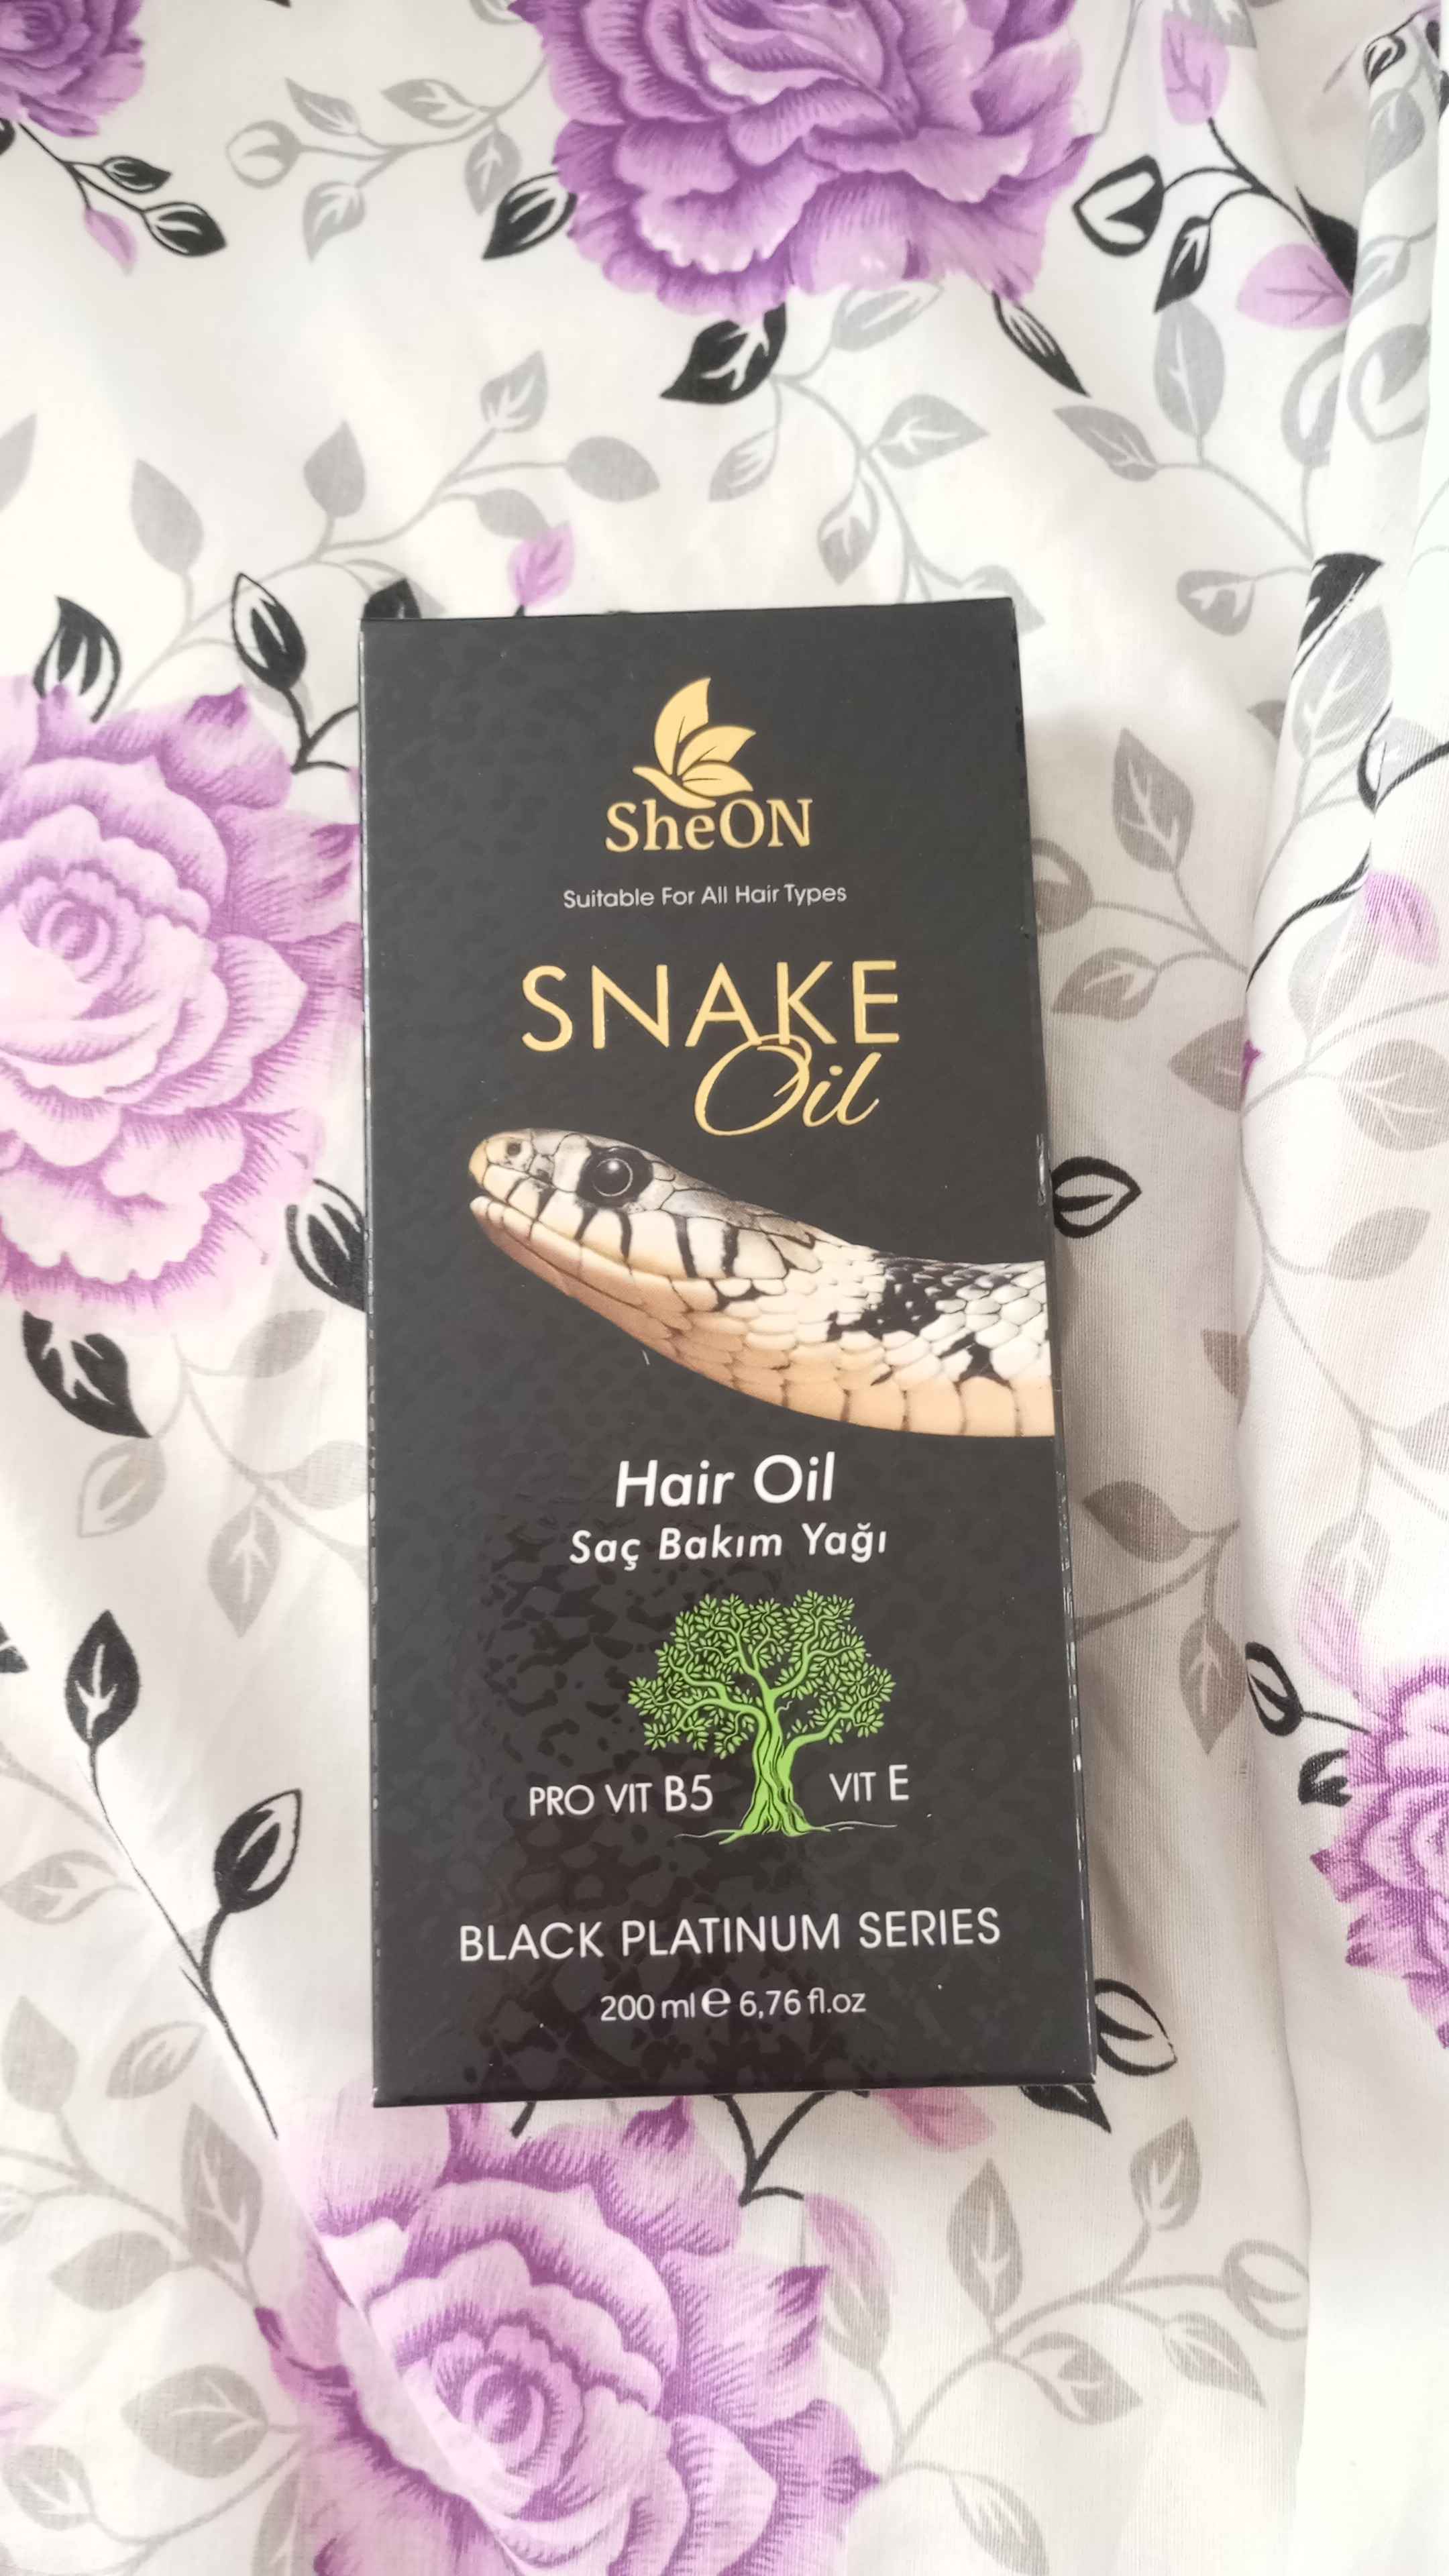 SheON
Suitable For All Hair Types
SNAKE
Oil
Hair Oil
Saç Bakım Yağı
PRO VIT B5 VIT E
BLACK PLATINUM SERIES
200 ml ℮ 6,76 fl.oz